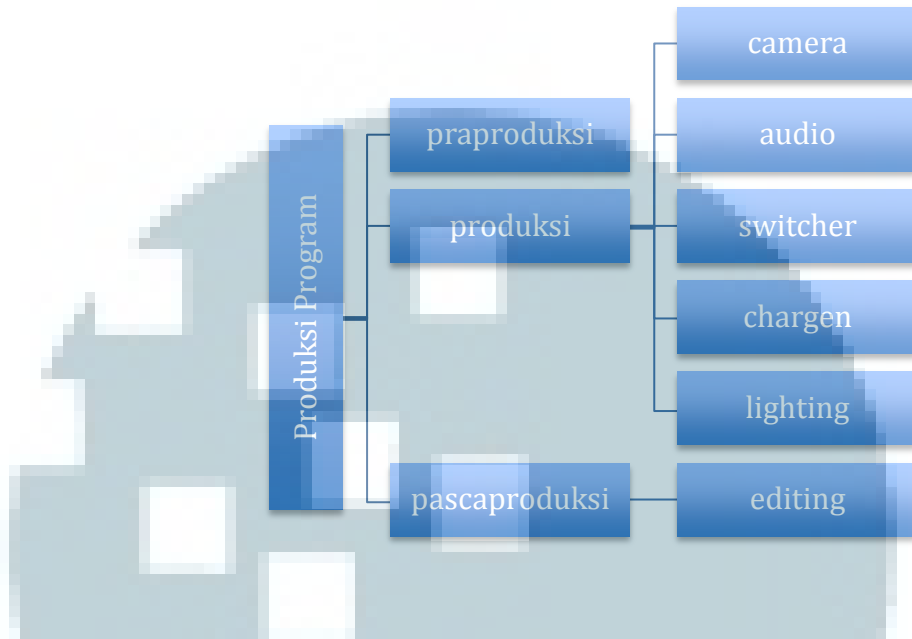 Produksi Program
praproduksi
produksi
camera
audio
switcher
chargen
lighting
pascaproduksi
editing